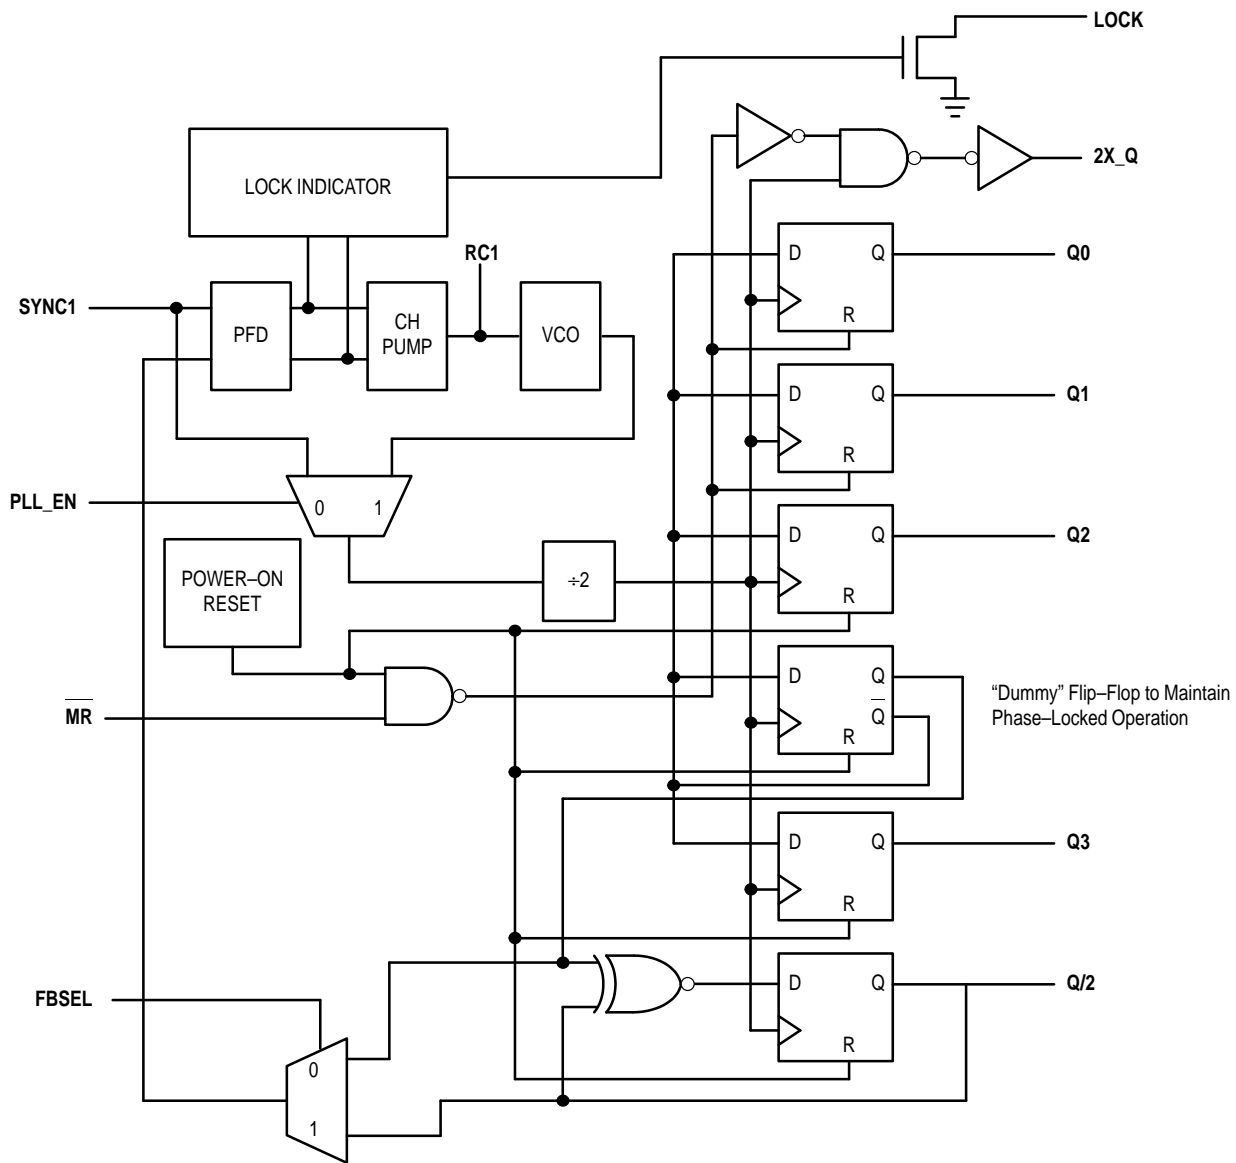 LOCK
LOCK INDICATOR
2X_Q
RC1
D Q
Q0
R
SYNC1
PFD
CH
PUMP
VCO
D Q
Q1
R
PLL_EN
0 1
D Q
Q2
R
POWER–ON
RESET
÷2
D Q
Q̅
R
"Dummy" Flip–Flop to Maintain
Phase–Locked Operation
M̅R̅
D Q
Q3
R
D Q
Q/2
R
FBSEL
0
1